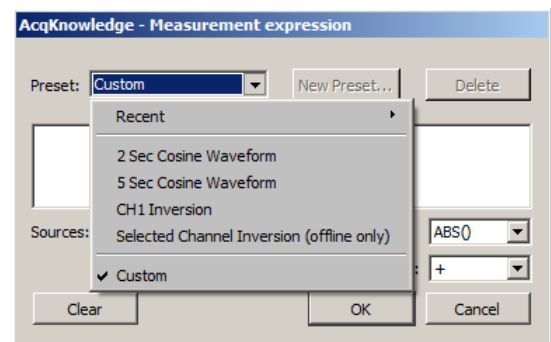 AcqKnowledge - Measurement expression
Preset: Custom New Preset... Delete
Recent
2 Sec Cosine Waveform
5 Sec Cosine Waveform
CH1 Inversion
Sources: Selected Channel Inversion (offline only) ABS()
Custom : +
Clear OK Cancel